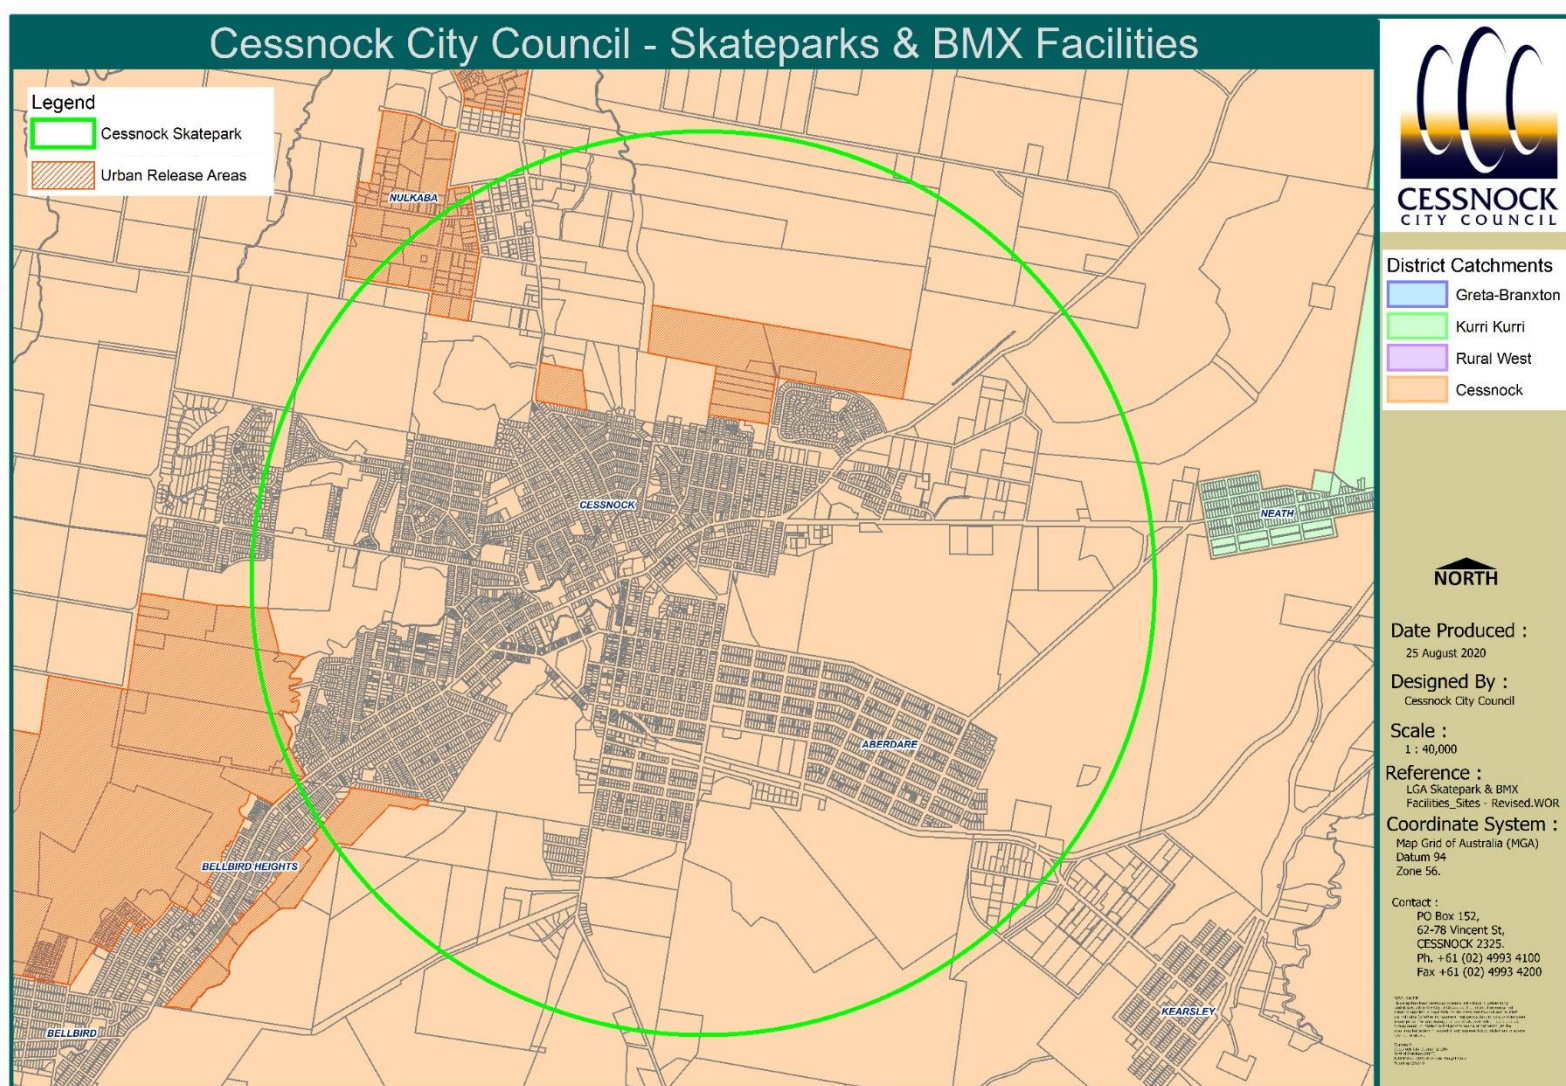 Cessnock City Council - Skateparks & BMX Facilities
Legend
Cessnock Skatepark
Urban Release Areas
NULKABA
CESSNOCK
NEATH
ABERDARE
BELLBIRD HEIGHTS
BELLBIRD
KEARSLEY
CESSNOCK
CITY COUNCIL
District Catchments
Greta-Branxton
Kurri Kurri
Rural West
Cessnock
NORTH
Date Produced :
25 August 2020
Designed By :
Cessnock City Council
Scale :
1 : 40,000
Reference :
LGA Skatepark & BMX
Facilities_Sites - Revised.WOR
Coordinate System :
Map Grid of Australia (MGA)
Datum 94
Zone 56.
Contact :
PO Box 152,
62-78 Vincent St,
CESSNOCK 2325.
Ph. +61 (02) 4993 4100
Fax +61 (02) 4993 4200